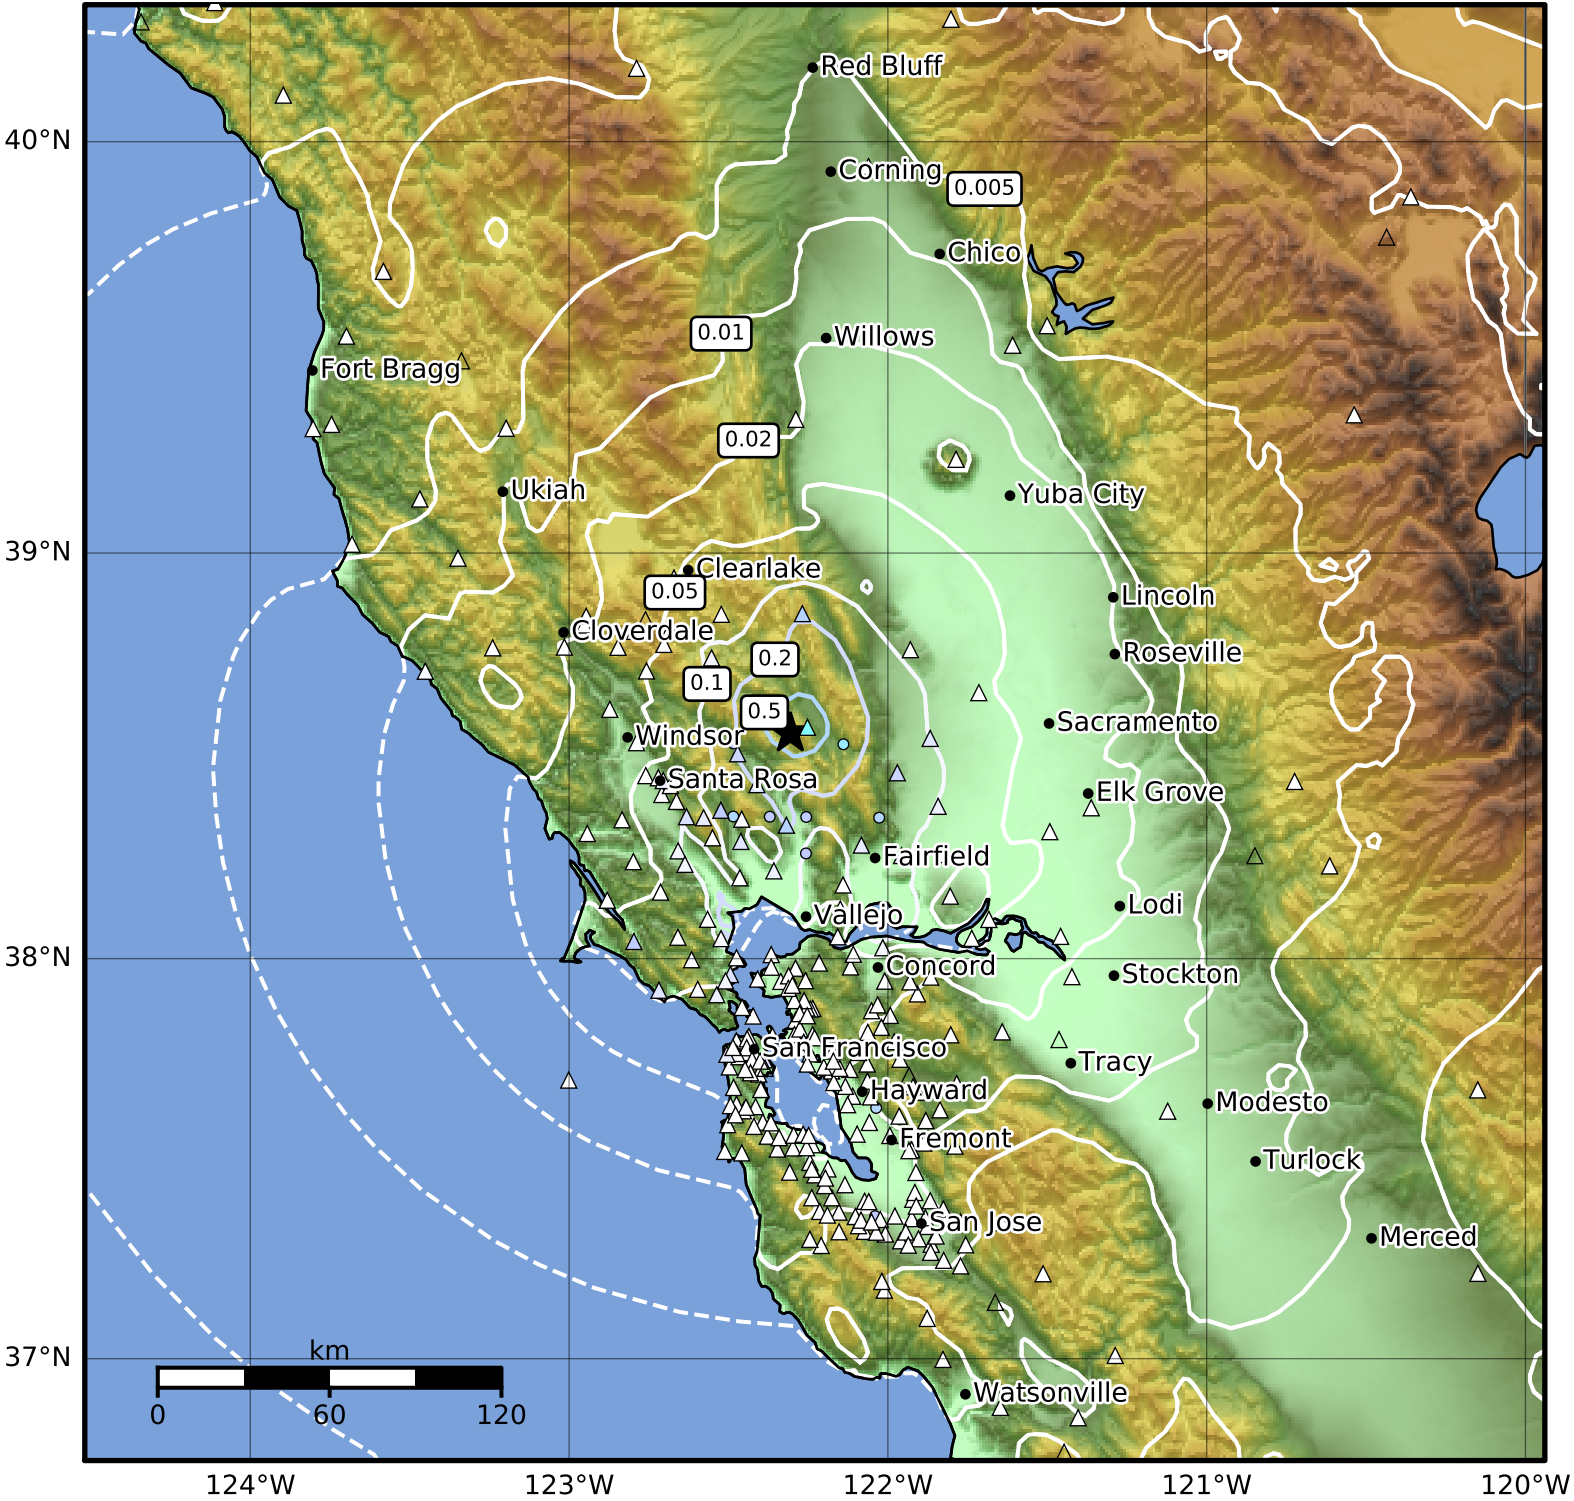 Red Bluff
40°N
Corning
0.005
Chico
0.01
Willows
Fort Bragg
0.02
Ukiah
Yuba City
39°N
Clearlake
0.05
Lincoln
Cloverdale
Roseville
0.2
0.1
0.5
Sacramento
Windsor
Santa Rosa
Elk Grove
Fairfield
Lodi
Vallejo
38°N
Concord
Stockton
San Francisco
Tracy
Hayward
Modesto
Fremont
Turlock
San Jose
Merced
km
37°N
Watsonville
0 60 120
124°W 123°W 122°W 121°W 120°W